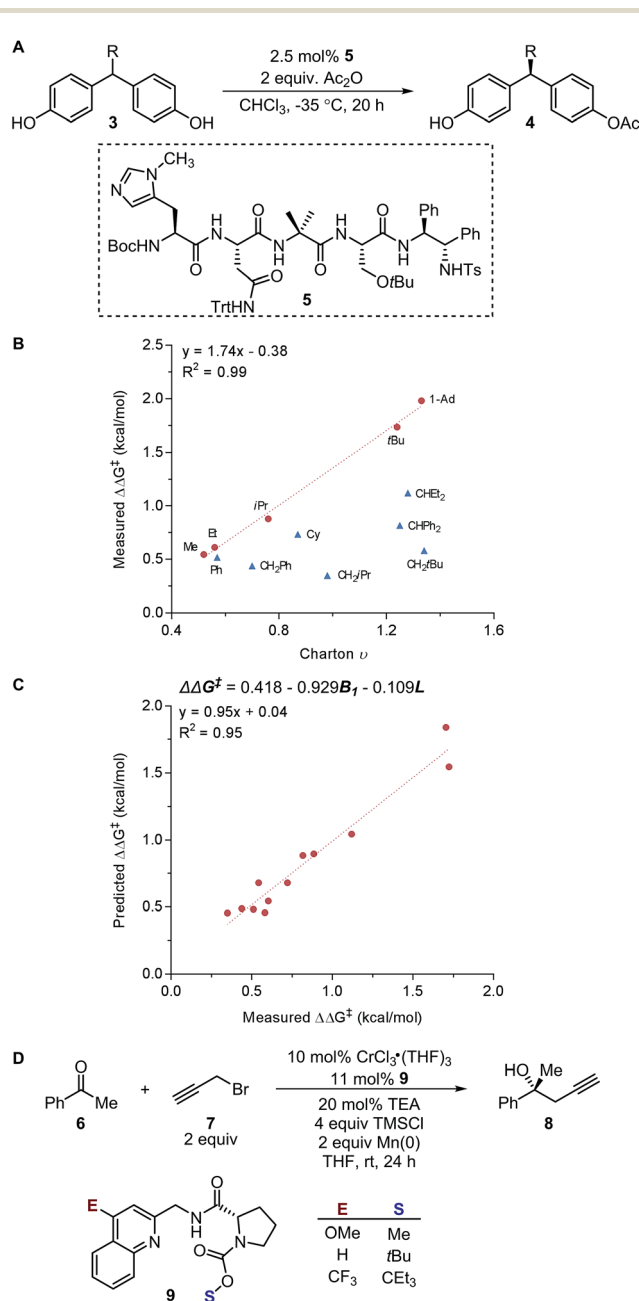 A
R
HO
3
OH
2.5 mol% 5
2 equiv. Ac2O
CHCl3, -35 °C, 20 h
R
HO
4
OAc
N
N
CH3
BocHN
O
H
N
O
TrtHN
O
N
H
O
H
N
OtBu
O
H
N
Ph
Ph
NHTs
5
B
y = 1.74x - 0.38
R2 = 0.99
Measured ΔΔG‡ (kcal/mol)
2.5
2.0
1.5
1.0
0.5
0.0
1-Ad
tBu
CHEt2
iPr
CHPh2
Cy
Et
Me
Ph
CH2Ph
CH2iPr
CH2tBu
0.4
0.8
1.2
1.6
Charton υ
C
ΔΔG‡ = 0.418 - 0.929B1 - 0.109L
y = 0.95x + 0.04
R2 = 0.95
Predicted ΔΔG‡ (kcal/mol)
2.0
1.5
1.0
0.5
0.0
0.0
0.5
1.0
1.5
2.0
Measured ΔΔG‡ (kcal/mol)
D
O
Ph
Me
6
+
Br
7
2 equiv
10 mol% CrCl3•(THF)3
11 mol% 9
20 mol% TEA
4 equiv TMSCl
2 equiv Mn(0)
THF, rt, 24 h
HO
Me
Ph
8
E
N
N
H
O
N
O
O
S
9
E S
OMe Me
H tBu
CF3 CEt3